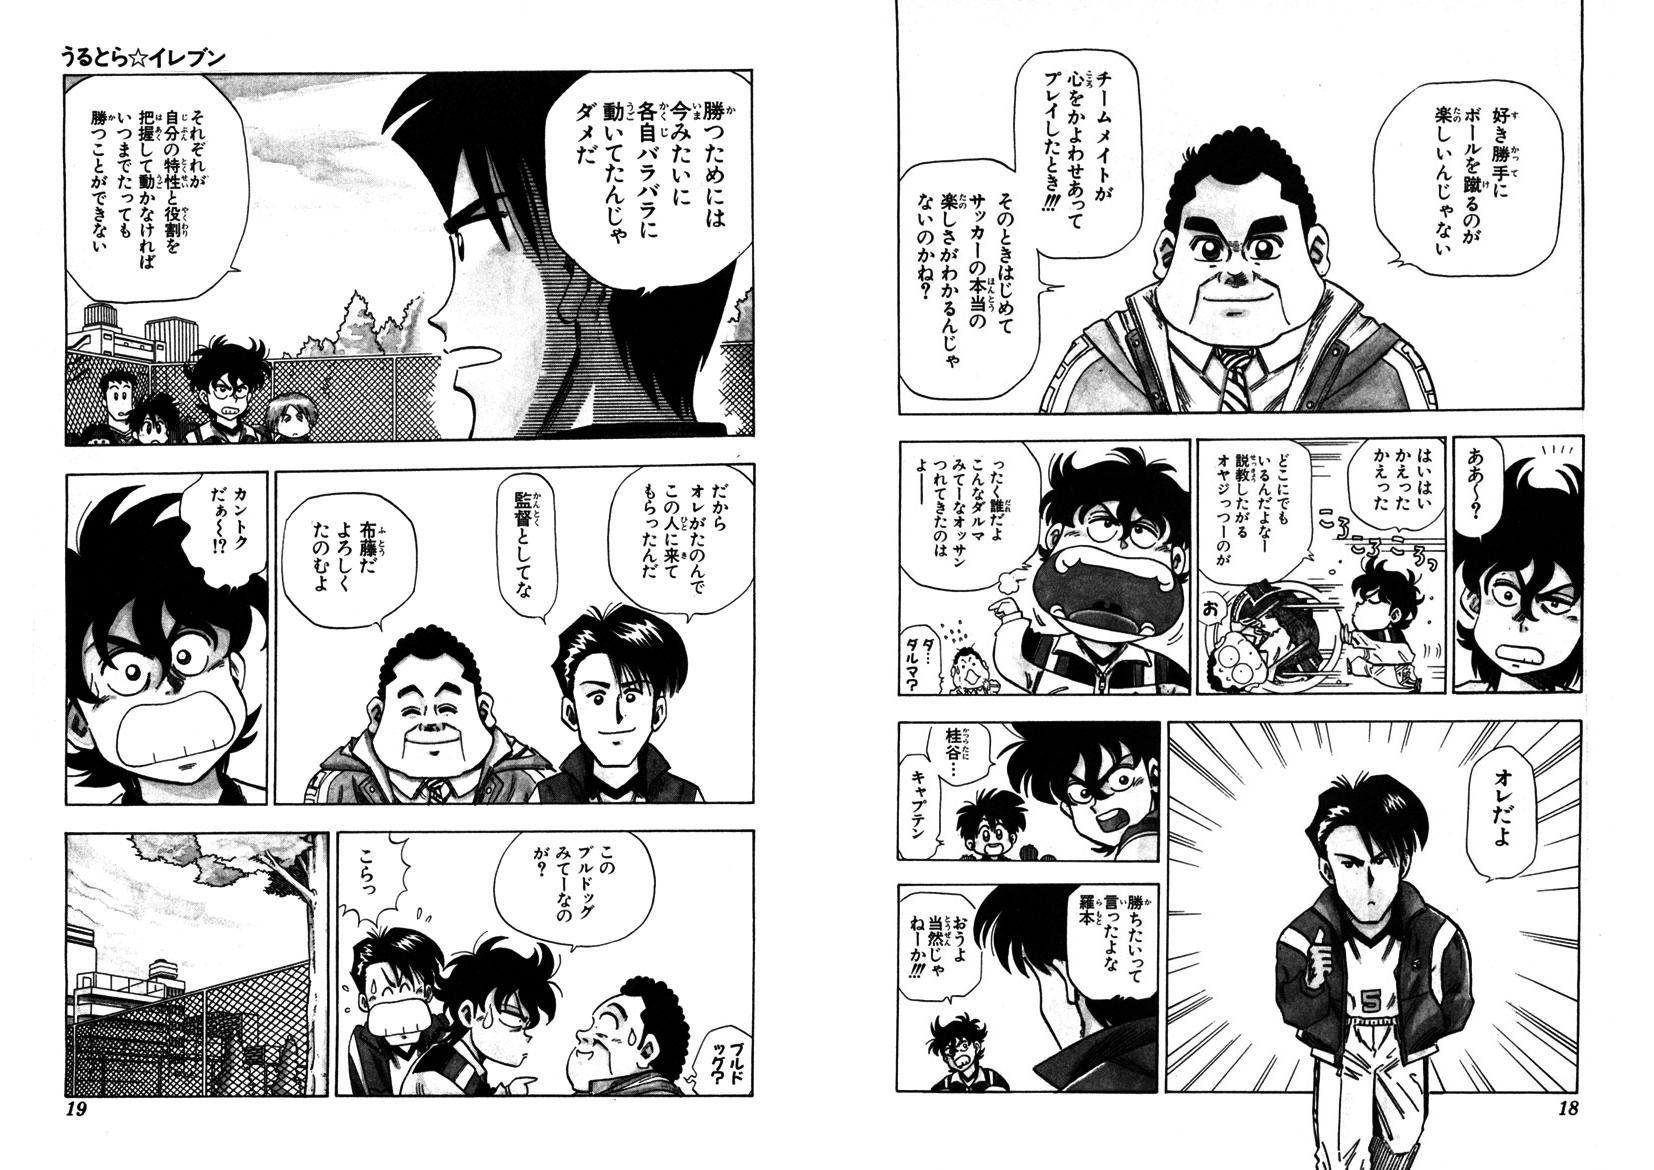 好き勝手に
ボールを蹴るのが
楽しいんじゃない
チームメイトが
心をかよわせあって
プレイしたとき!!!
そのときはじめて
サッカーの本当の
楽しさがわかるんじゃ
ないのかね?
ああ〜?
はいはい
かえった
かえった
ころ
ころころっ
どこにでも
いるんだよなー
説教したがる
オヤジっつーのが
お
ったく誰だよ
こんなダルマ
みてーなオッサン
つれてきたのは
よーー
ダ…
ダルマ?
オレだよ
5
桂谷…
キャプテン
勝ちたいって
言ったよな
羅本
おうよ
当然じゃ
ねーか!!!
18
うるとら☆イレブン
勝つためには
今みたいに
各自バラバラに
動いてたんじゃ
ダメだ
それぞれが
自分の特性と役割を
把握して動かなければ
いつまでたっても
勝つことができない
だから
オレがたのんで
この人に来て
もらったんだ
監督としてな
布藤だ
よろしく
たのむよ
カントク
だぁ〜!?
この
ブルドッグ
みてーなの
が?
こらっ
ブルド
ッグ?
19